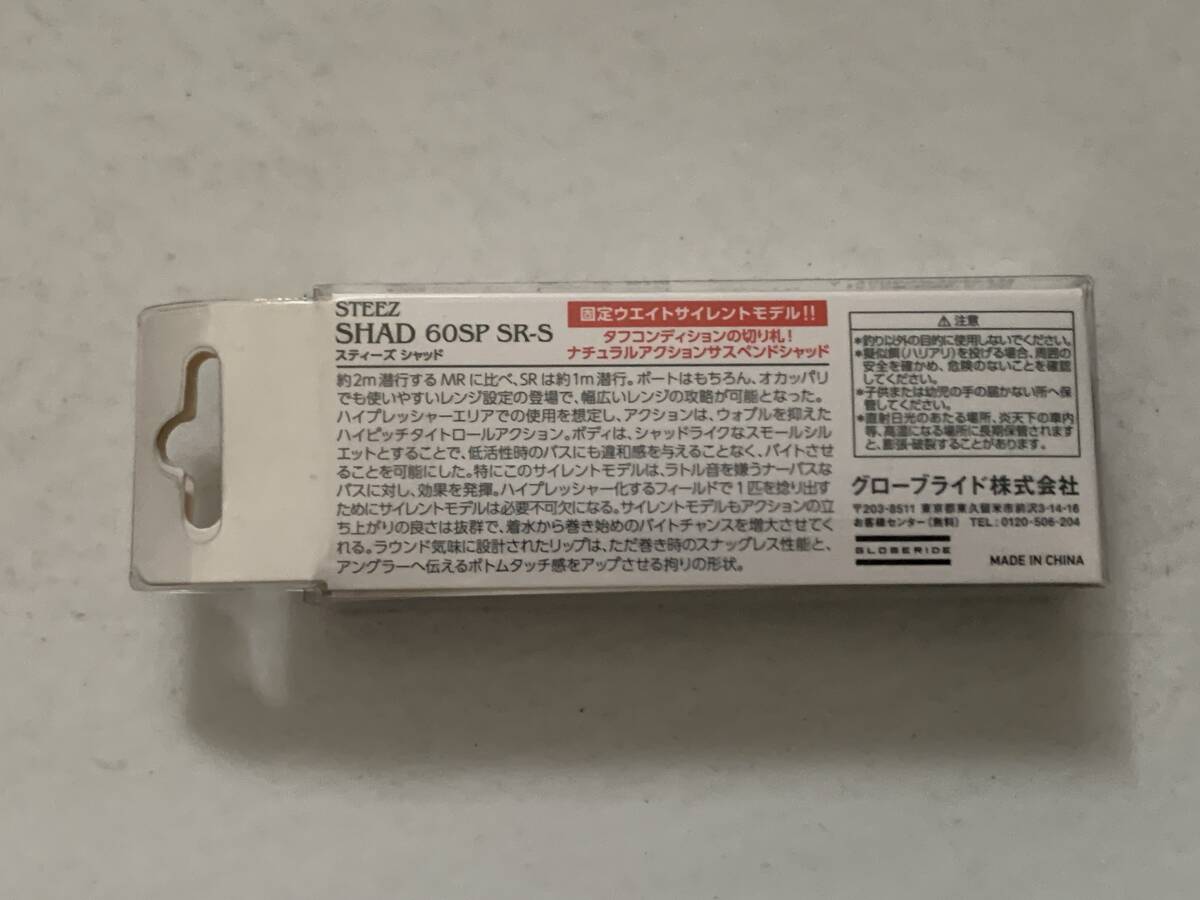 STEEZ
SHAD 60SP SR-S
スティーズ シャッド
固定ウエイトサイレントモデル!!
タフコンディションの切り札!
ナチュラルアクションサスペンドシャッド
約2m潜行するMRに比べ、SRは約1m潜行。ボートはもちろん、オカッパリ
でも使いやすいレンジ設定の登場で、幅広いレンジの攻略が可能となった。
ハイプレッシャーエリアでの使用を想定し、アクションは、ウォブルを抑えた
ハイピッチタイトロールアクション。ボディは、シャッドライクなスモールシル
エットとすることで、低活性時のバスにも違和感を与えることなく、バイトさせ
ることを可能にした。特にこのサイレントモデルは、ラトル音を嫌うナーバスな
バスに対し、効果を発揮。ハイプレッシャー化するフィールドで1匹を捻り出す
ためにサイレントモデルは必要不可欠になる。サイレントモデルもアクションの立
ち上がりの良さは抜群で、着水から巻き始めのバイトチャンスを増大させてく
れる。ラウンド気味に設計されたリップは、ただ巻き時のスナッグレス性能と、
アングラーへ伝えるボトムタッチ感をアップさせる拘りの形状。
⚠注意
*釣り以外の目的に使用しないでください。
*疑似餌(ハリアリ)を投げる場合、周囲の
安全を確かめ、危険のないことを確認
してください。
*子供または幼児の手の届かない所へ保
管してください。
*直射日光のあたる場所、炎天下の車内
等、高温になる場所に長期保管されます
と、膨張・破裂することがあります。
グローブライド株式会社
〒203-8511 東京都東久留米市前沢3-14-16
お客様センター(無料) TEL:0120-506-204
GLOBERIDE
MADE IN CHINA